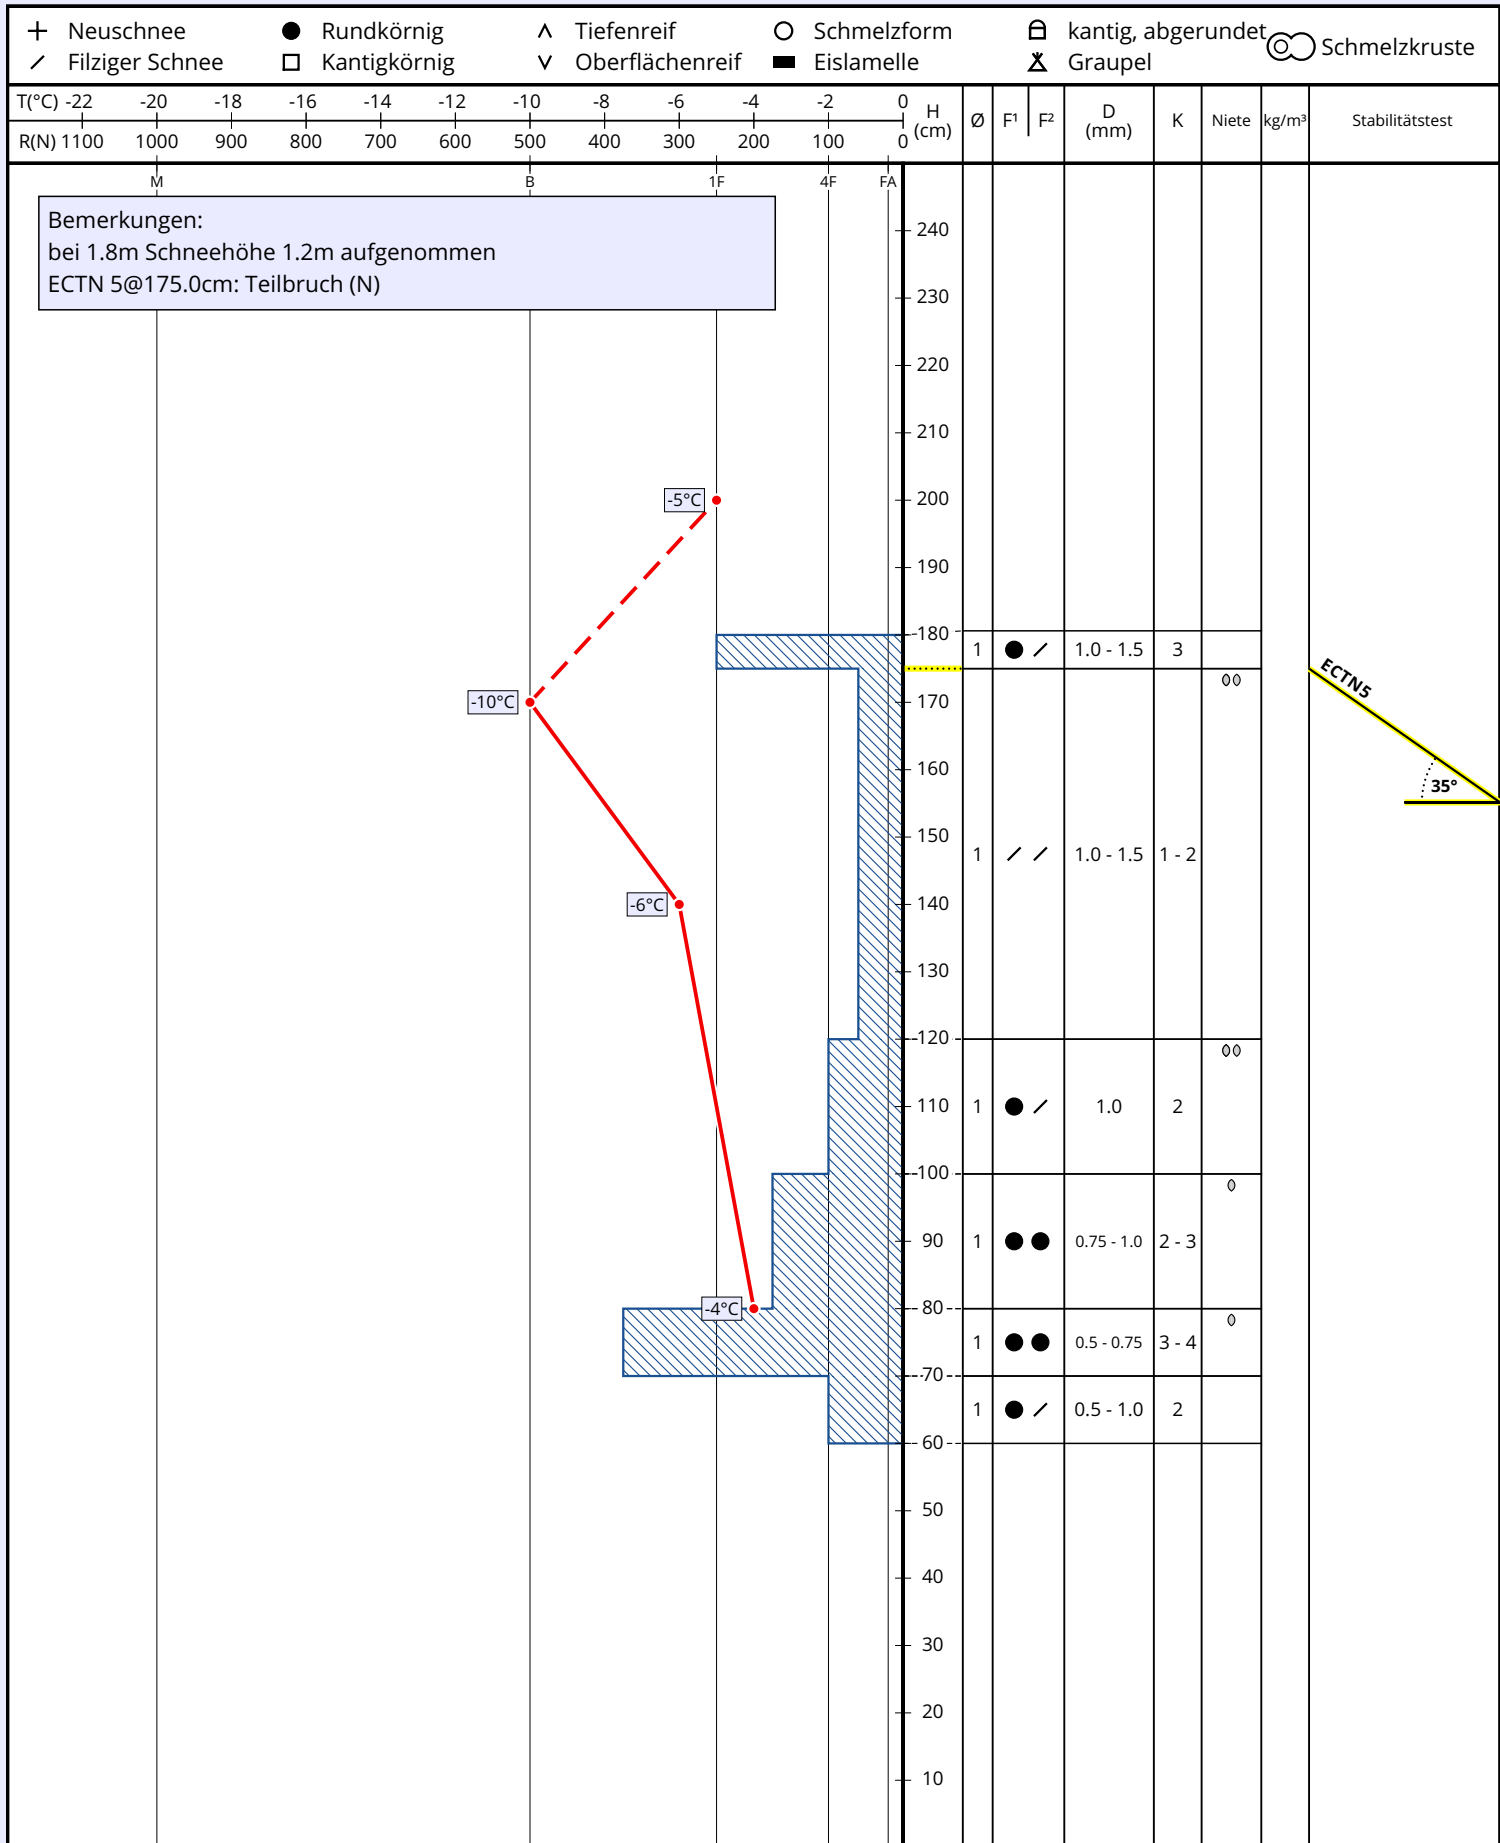 Neuschnee Rundkörnig Tiefenreif Schmelzform kantig, abgerundet Schmelzkruste
Filziger Schnee Kantigkörnig Oberflächenreif Eislamelle Graupel
T(°C) -22 -20 -18 -16 -14 -12 -10 -8 -6 -4 -2 0
R(N) 1100 1000 900 800 700 600 500 400 300 200 100 0
H (cm) Ø F¹ F² D (mm) K Niete kg/m³ Stabilitätstest
M B 1F 4F FA
Bemerkungen:
bei 1.8m Schneehöhe 1.2m aufgenommen
ECTN 5@175.0cm: Teilbruch (N)
240
230
220
210
-5°C 200
190
180
1 1.0 - 1.5 3
ECTN5
-10°C 170
160
35°
150
1 1.0 - 1.5 1 - 2
-6°C 140
130
120
110 1 1.0 2
100
90 1 0.75 - 1.0 2 - 3
-4°C 80
1 0.5 - 0.75 3 - 4
70
1 0.5 - 1.0 2
60
50
40
30
20
10